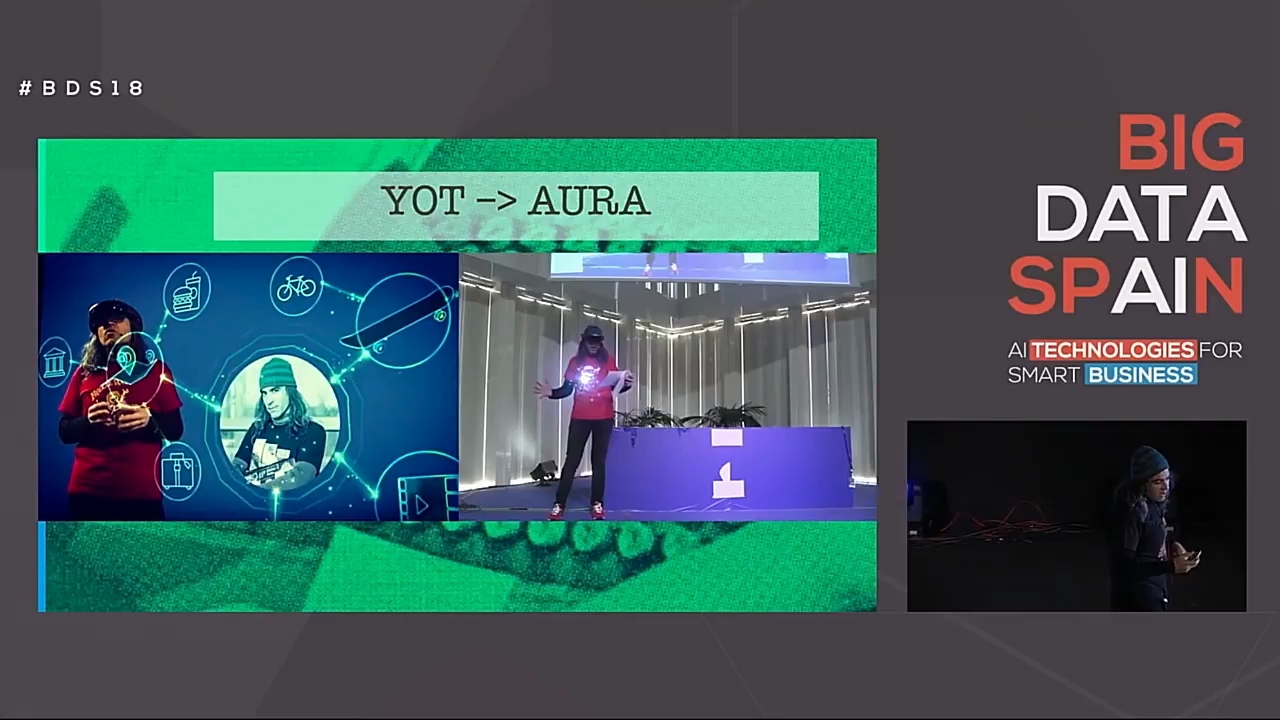 #BDS18
YOT –> AURA
BIG
DATA
SPAIN
AI TECHNOLOGIES FOR
SMART BUSINESS